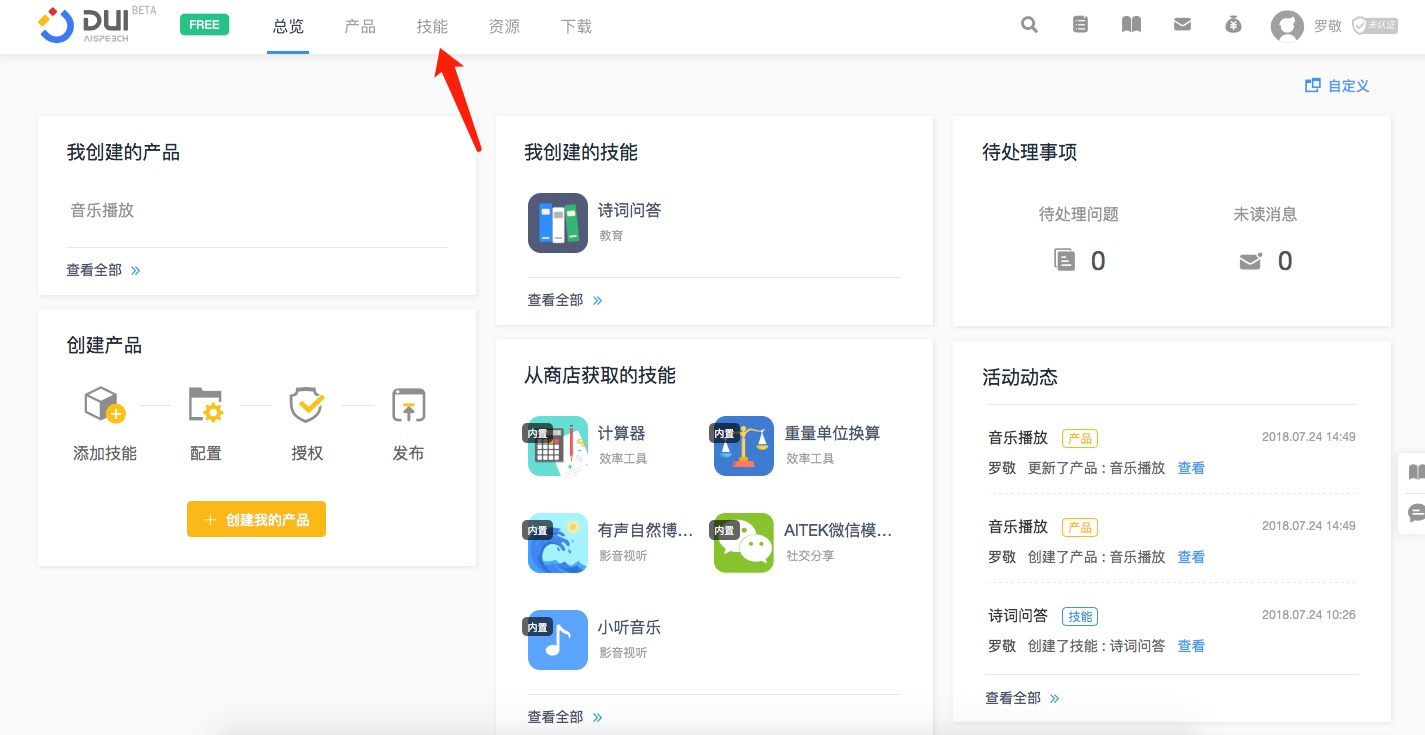 DUI BETA
AISPEECH
FREE
总览 产品 技能 资源 下载
罗敬 未认证
自定义
我创建的产品
音乐播放
查看全部 »
创建产品
添加技能 配置 授权 发布
＋ 创建我的产品
我创建的技能
诗词问答
教育
查看全部 »
从商店获取的技能
内置 计算器
效率工具
内置 重量单位换算
效率工具
内置 有声自然博...
影音视听
内置 AITEK微信模...
社交分享
内置 小听音乐
影音视听
查看全部 »
待处理事项
待处理问题 未读消息
0 0
活动动态
音乐播放 产品 2018.07.24 14:49
罗敬 更新了产品 : 音乐播放 查看
音乐播放 产品 2018.07.24 14:49
罗敬 创建了产品 : 音乐播放 查看
诗词问答 技能 2018.07.24 10:26
罗敬 创建了技能 : 诗词问答 查看
查看全部 »